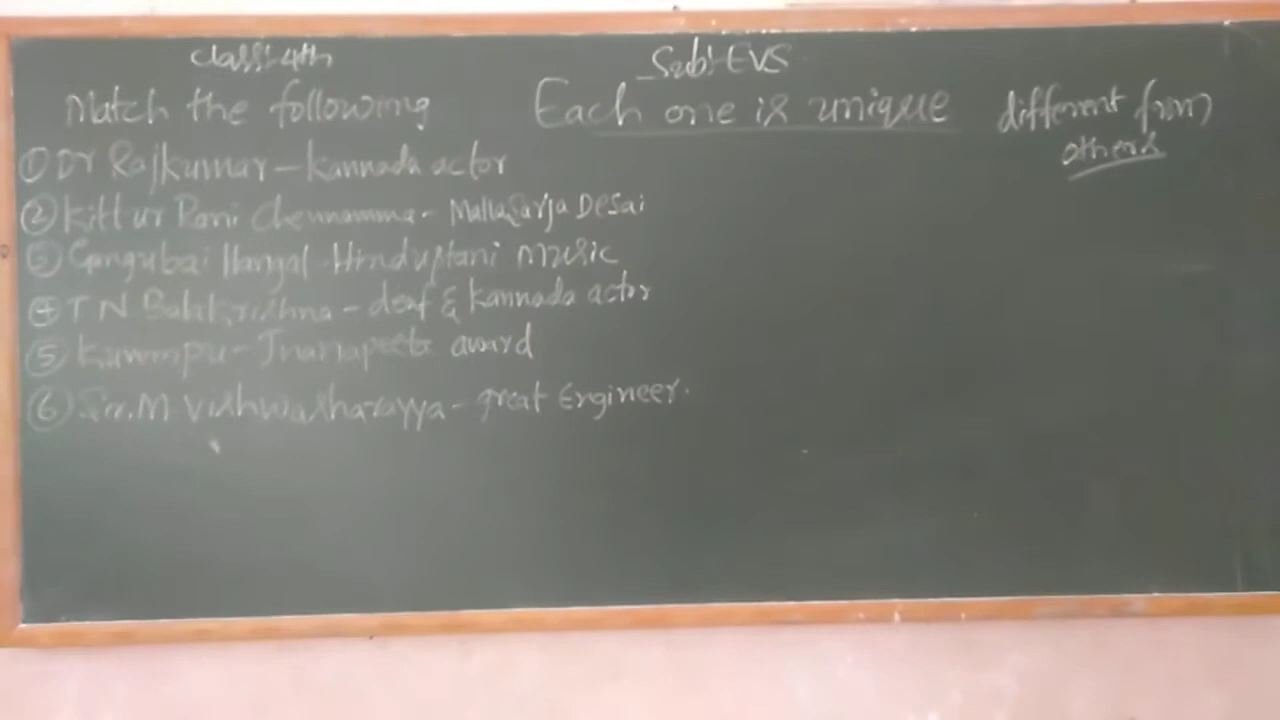 Class:-4th
Sub:-EVS
Match the following
Each one is unique
different from
others
① Dr Rajkumar - Kannada actor
② Kittur Rani Chennamma - MallaSarja Desai
③ Gangubai Hangal - Hindustani Music
④ T N Balakrishna - deaf & Kannada actor
⑤ Kuvempu - Jnanapeeta award
⑥ Sir. M Vishwasharayya - great Engineer.